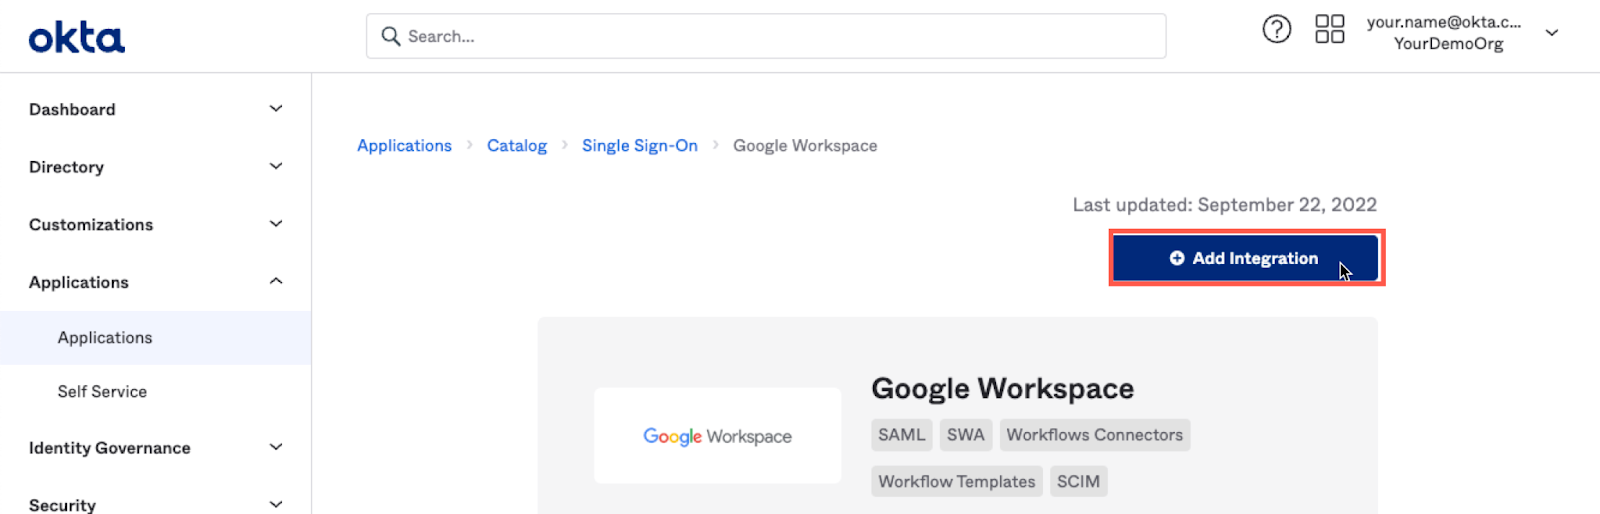 okta
Search...
your.name@okta.c...
YourDemoOrg
Dashboard
Directory
Customizations
Applications
Applications
Self Service
Identity Governance
Security
Applications > Catalog > Single Sign-On > Google Workspace
Last updated: September 22, 2022
Add Integration
Google Workspace
Google Workspace
SAML SWA Workflows Connectors
Workflow Templates SCIM